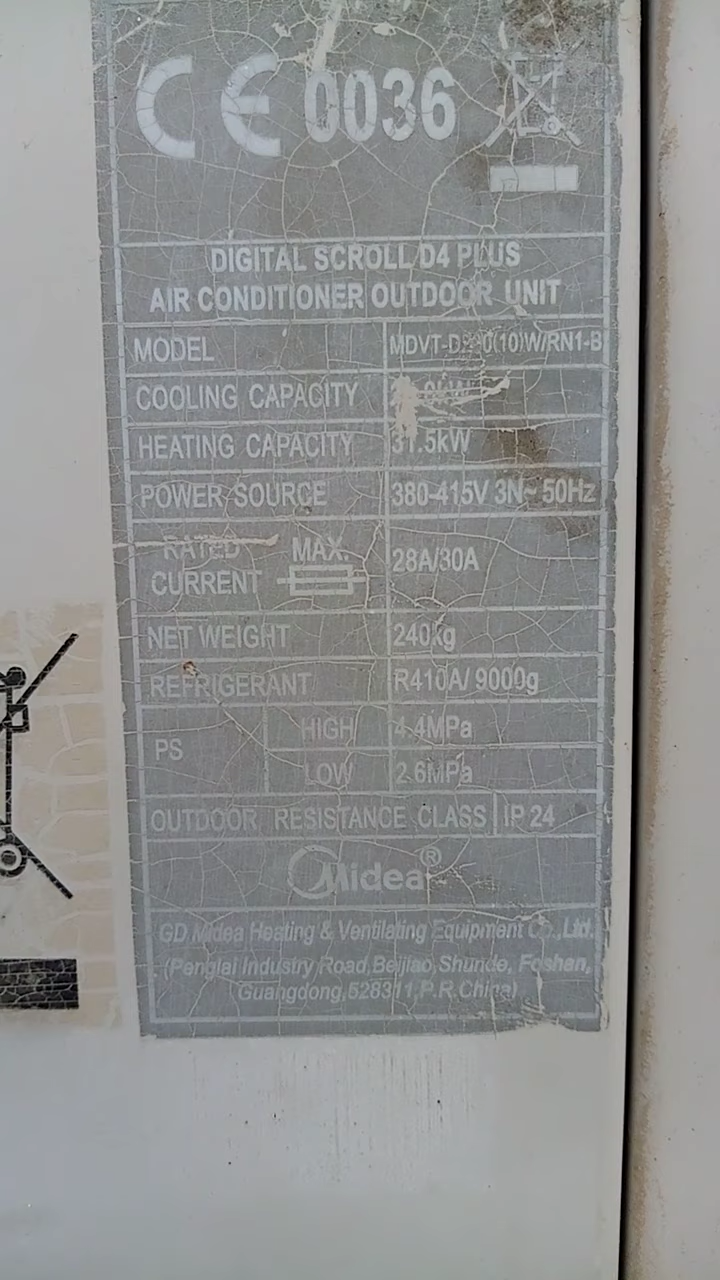 CE 0036
DIGITAL SCROLL D4 PLUS
AIR CONDITIONER OUTDOOR UNIT
MODEL
COOLING CAPACITY
HEATING CAPACITY 31.5kW
POWER SOURCE 380-415V 3N~ 50Hz
RATED CURRENT MAX. 28A/30A
NET WEIGHT 240kg
REFRIGERANT R410A/ 9000g
PS HIGH 4.4MPa
LOW 2.6MPa
OUTDOOR RESISTANCE CLASS IP 24
Midea®
GD Midea Heating & Ventilating Equipment Co.,Ltd.
(Penglai Industry Road,Beijiao,Shunde, Foshan,
Guangdong,528311,P.R.China)